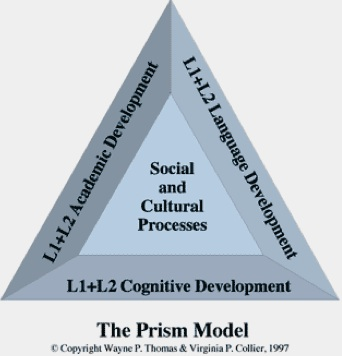 L1+L2 Academic Development
L1+L2 Language Development
Social
and
Cultural
Processes
L1+L2 Cognitive Development
The Prism Model
© Copyright Wayne P. Thomas & Virginia P. Collier, 1997